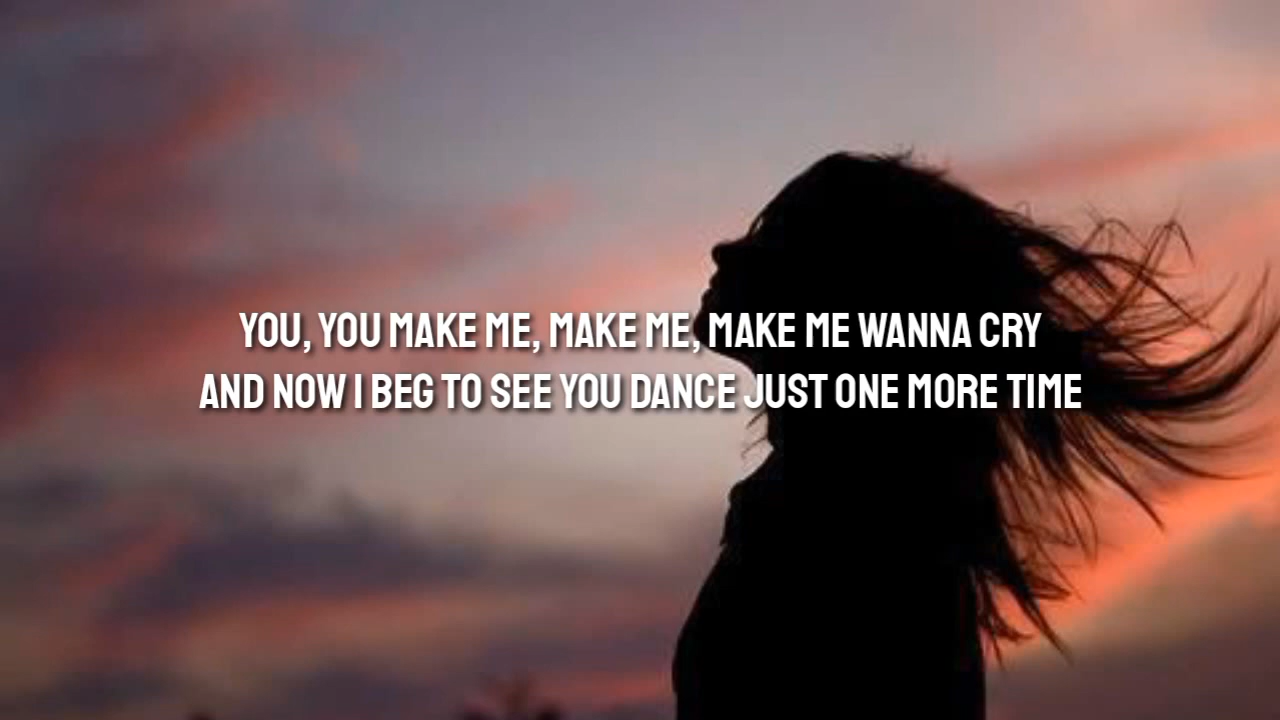 YOU, YOU MAKE ME, MAKE ME, MAKE ME WANNA CRY
AND NOW I BEG TO SEE YOU DANCE JUST ONE MORE TIME